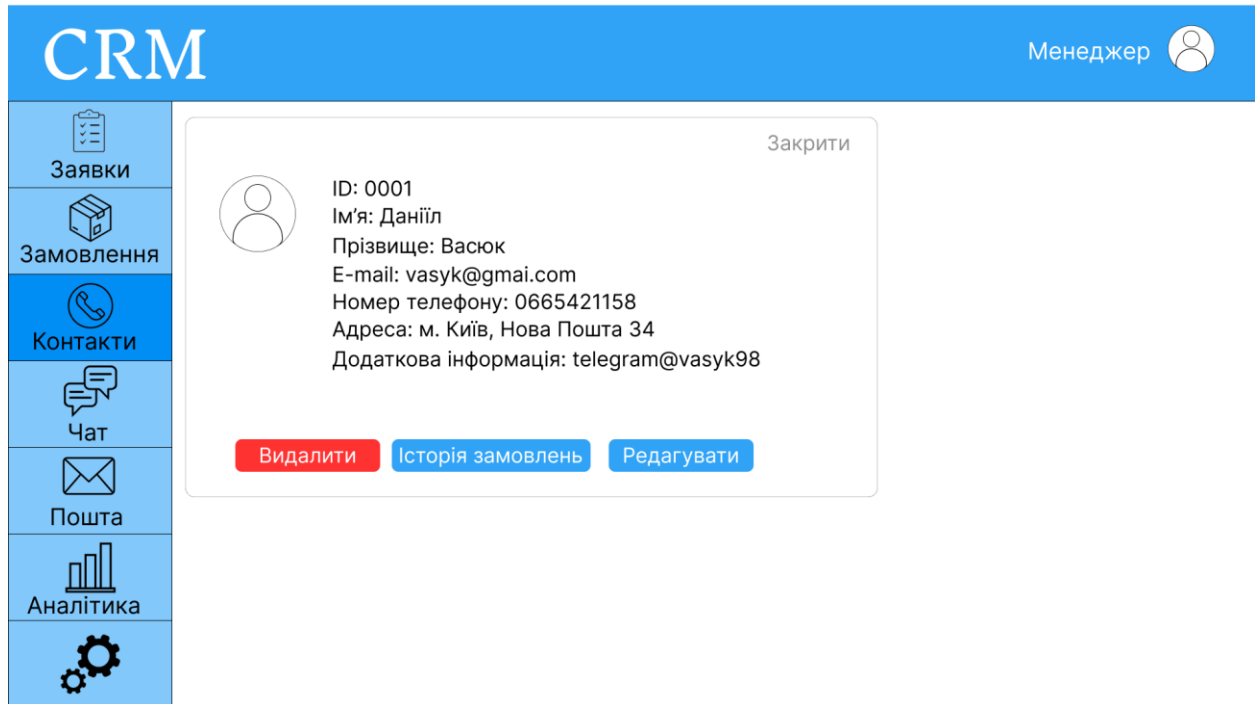 CRM
Менеджер
Заявки
Замовлення
Контакти
Чат
Пошта
Аналітика
Закрити
ID: 0001
Ім’я: Данiїл
Прізвище: Васюк
E-mail: vasyk@gmai.com
Номер телефону: 0665421158
Адреса: м. Київ, Нова Пошта 34
Додаткова інформація: telegram@vasyk98
Видалити
Історія замовлень
Редагувати